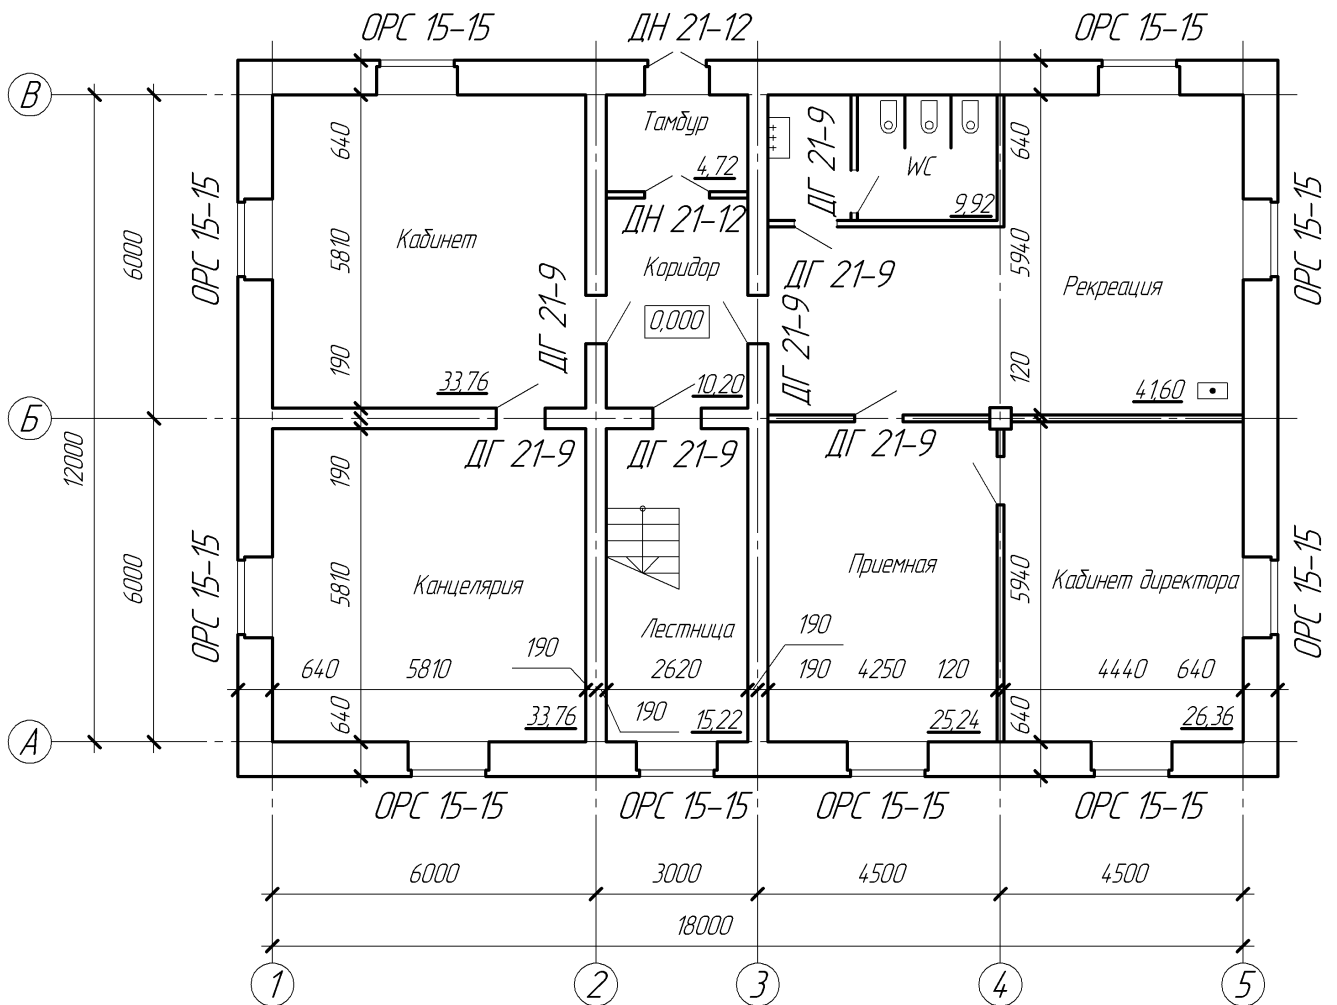 ОРС 15-15
ДН 21-12
ОРС 15-15
В
Тамбур
4,72
ДН 21-12
ДГ 21-9
WC
9,92
640
640
ОРС 15-15
ОРС 15-15
6000
5810
Кабинет
Коридор
0,000
ДГ 21-9
ДГ 21-9
ДГ 21-9
5940
Рекреация
190
33,76
10,20
120
41,60
Б
12000
ДГ 21-9
ДГ 21-9
ДГ 21-9
190
ОРС 15-15
ОРС 15-15
6000
5810
Канцелярия
Приемная
5940
Кабинет директора
Лестница
190
190
640
5810
2620
190
4250
120
4440
640
640
33,76
190
15,22
25,24
640
26,36
А
ОРС 15-15
ОРС 15-15
ОРС 15-15
ОРС 15-15
6000
3000
4500
4500
18000
1
2
3
4
5